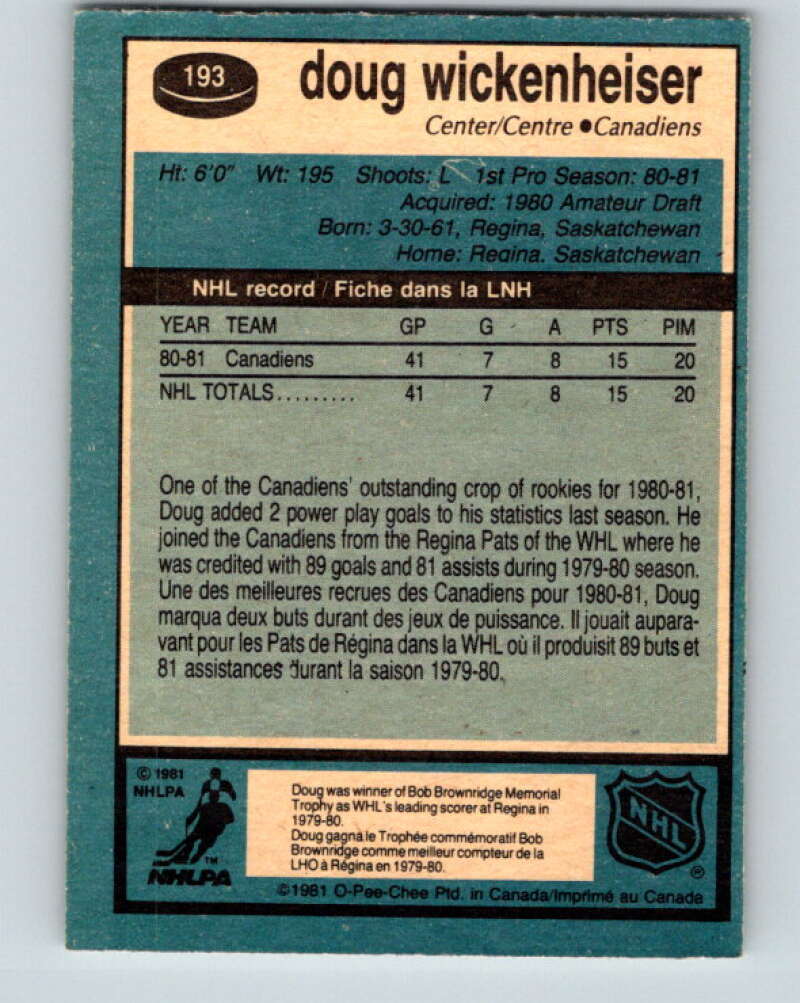 193
doug wickenheiser
Center/Centre ●Canadiens
Ht: 6'0" Wt: 195 Shoots: L 1st Pro Season: 80-81
Acquired: 1980 Amateur Draft
Born: 3-30-61, Regina, Saskatchewan
Home: Regina, Saskatchewan
NHL record / Fiche dans la LNH
YEAR TEAM GP G A PTS PIM
80-81 Canadiens 41 7 8 15 20
NHL TOTALS......... 41 7 8 15 20
One of the Canadiens' outstanding crop of rookies for 1980-81,
Doug added 2 power play goals to his statistics last season. He
joined the Canadiens from the Regina Pats of the WHL where he
was credited with 89 goals and 81 assists during 1979-80 season.
Une des meilleures recrues des Canadiens pour 1980-81, Doug
marqua deux buts durant des jeux de puissance. Il jouait aupara-
vant pour les Pats de Régina dans la WHL où il produisit 89 buts et
81 assistances durant la saison 1979-80.
© 1981
NHLPA
TM
NHLPA
Doug was winner of Bob Brownridge Memorial
Trophy as WHL's leading scorer at Regina in
1979-80.
Doug gagna le Trophée commémoratif Bob
Brownridge comme meilleur compteur de la
LHO à Régina en 1979-80.
NHL
®
©1981 O-Pee-Chee Ptd. in Canada/Imprimé au Canada